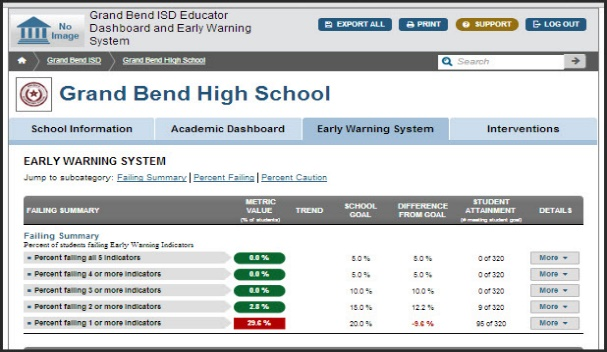 No
Image
Grand Bend ISD Educator
Dashboard and Early Warning
System
EXPORT ALL
PRINT
SUPPORT
LOG OUT
Grand Bend ISD
Grand Bend High School
Search
Grand Bend High School
School Information
Academic Dashboard
Early Warning System
Interventions
EARLY WARNING SYSTEM
Jump to subcategory: Failing Summary | Percent Failing | Percent Caution
FAILING SUMMARY METRIC VALUE (% of students) TREND SCHOOL GOAL DIFFERENCE FROM GOAL STUDENT ATTAINMENT (# meeting student goal) DETAILS
Failing Summary
Percent of students failing Early Warning Indicators
Percent failing all 5 indicators 0.0 % 5.0 % 5.0 % 0 of 320 More
Percent failing 4 or more indicators 0.0 % 5.0 % 5.0 % 0 of 320 More
Percent failing 3 or more indicators 0.0 % 10.0 % 10.0 % 0 of 320 More
Percent failing 2 or more indicators 2.8 % 15.0 % 12.2 % 9 of 320 More
Percent failing 1 or more indicators 29.6 % 20.0 % -9.6 % 95 of 320 More